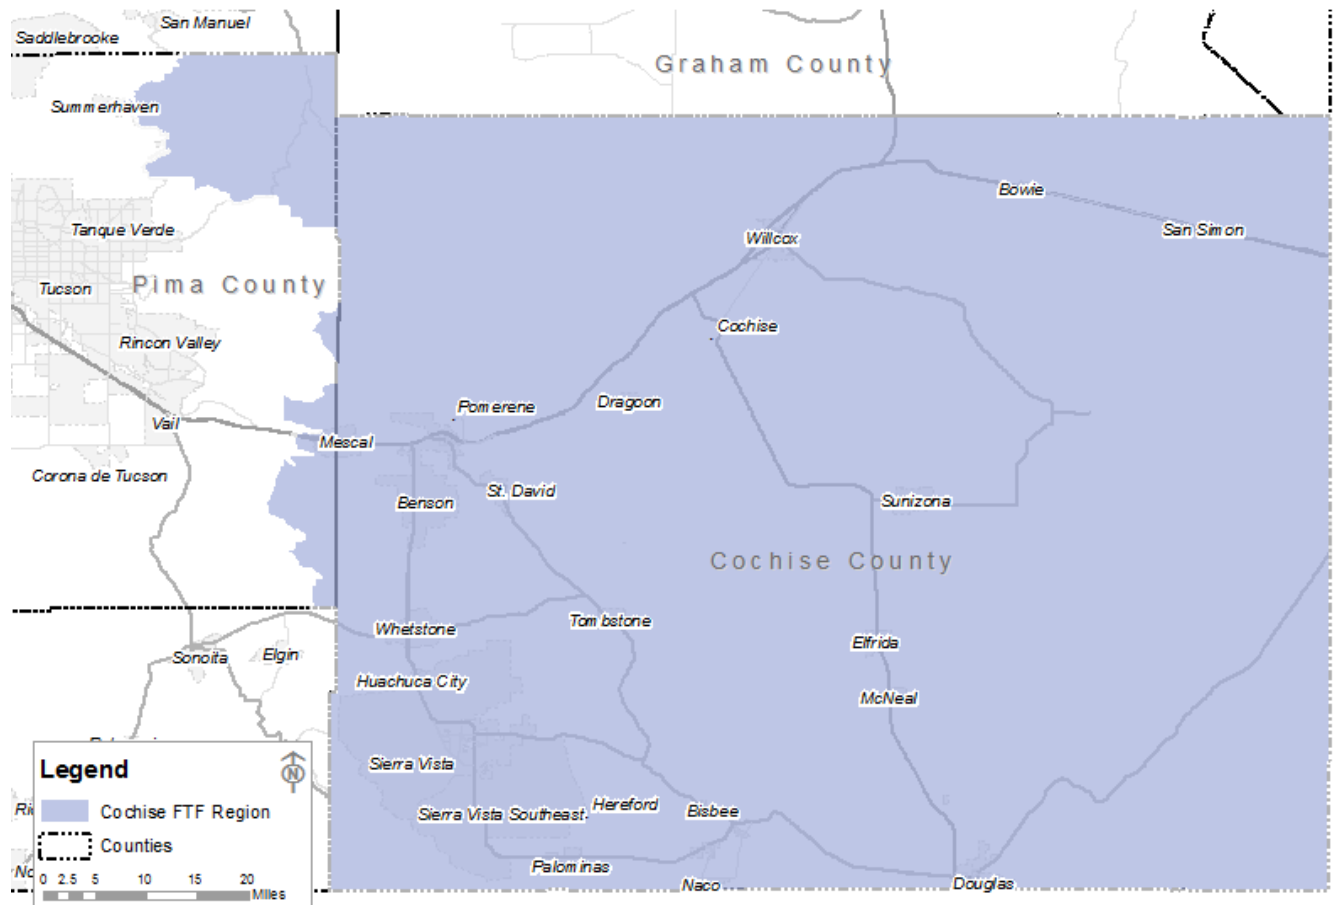 San Manuel
Saddlebrooke
Graham County
Summerhaven
Bowie
Tanque Verde
San Simon
Willcox
Tucson
Pima County
Cochise
Rincon Valley
Dragoon
Pomerene
Vail
Mescal
Corona de Tucson
St. David
Benson
Sunizona
Cochise County
Tombstone
Whetstone
Elfrida
Sonoita
Elgin
Huachuca City
McNeal
Sierra Vista
Legend
N
Cochise FTF Region
Hereford
Bisbee
Sierra Vista Southeast
Counties
Palominas
0 2.5 5 10 15 20
Miles
Naco
Douglas